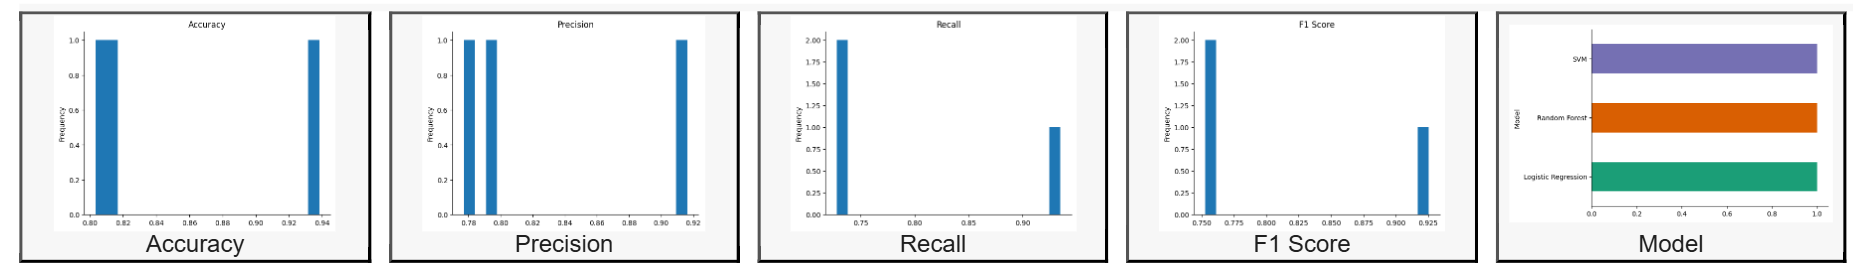 Accuracy
1.0
0.8
0.6
0.4
0.2
0.0
Frequency
0.80 0.82 0.84 0.86 0.88 0.90 0.92 0.94
Accuracy
Precision
1.0
0.8
0.6
0.4
0.2
0.0
Frequency
0.78 0.80 0.82 0.84 0.86 0.88 0.90 0.92
Precision
Recall
2.00
1.75
1.50
1.25
1.00
0.75
0.50
0.25
0.00
Frequency
0.75 0.80 0.85 0.90
Recall
F1 Score
2.00
1.75
1.50
1.25
1.00
0.75
0.50
0.25
0.00
Frequency
0.750 0.775 0.800 0.825 0.850 0.875 0.900 0.925
F1 Score
SVM
Random Forest
Logistic Regression
Model
0.0 0.2 0.4 0.6 0.8 1.0
Model